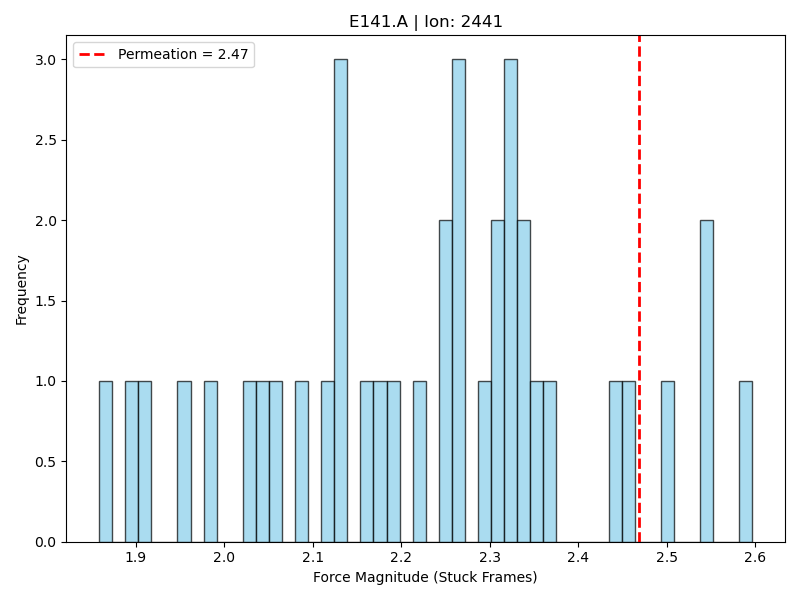 E141.A | Ion: 2441
Permeation = 2.47
Frequency
3.0
2.5
2.0
1.5
1.0
0.5
0.0
1.9 2.0 2.1 2.2 2.3 2.4 2.5 2.6
Force Magnitude (Stuck Frames)